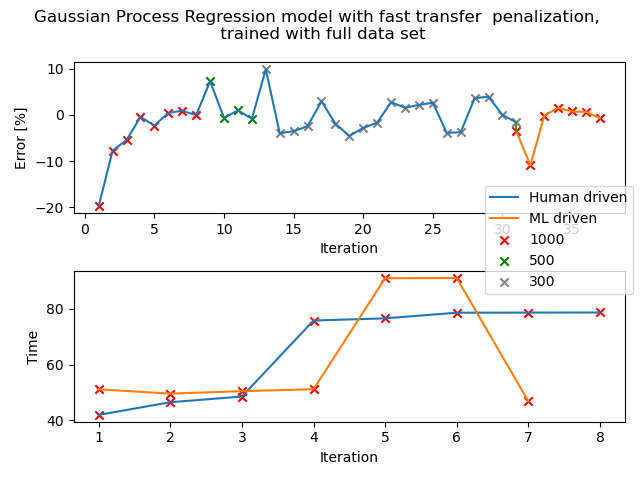 Gaussian Process Regression model with fast transfer  penalization,
trained with full data set
10
0
−10
−20
Error [%]
0 5 10 15 20 25 30 35
Iteration
Human driven
ML driven
1000
500
300
80
60
40
Time
1 2 3 4 5 6 7 8
Iteration